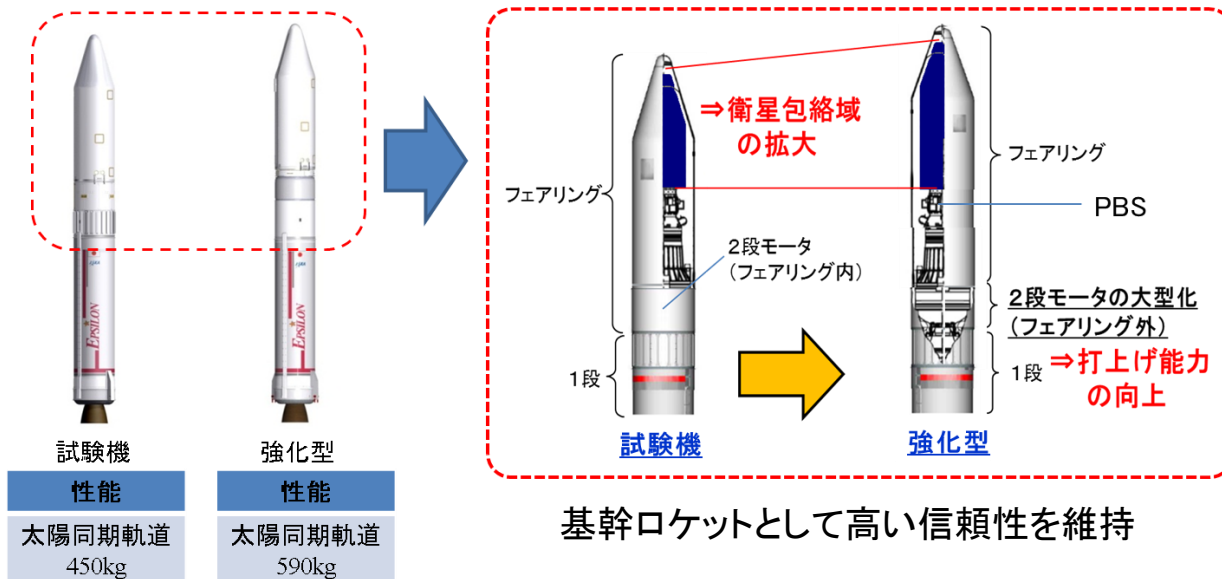 EPSILON
EPSILON
試験機
強化型
性能
性能
太陽同期軌道
450kg
太陽同期軌道
590kg
⇒衛星包絡域
の拡大
フェアリング
フェアリング
PBS
2段モータ
(フェアリング内)
2段モータの大型化
(フェアリング外)
1段
1段
⇒打上げ能力
の向上
試験機
強化型
基幹ロケットとして高い信頼性を維持